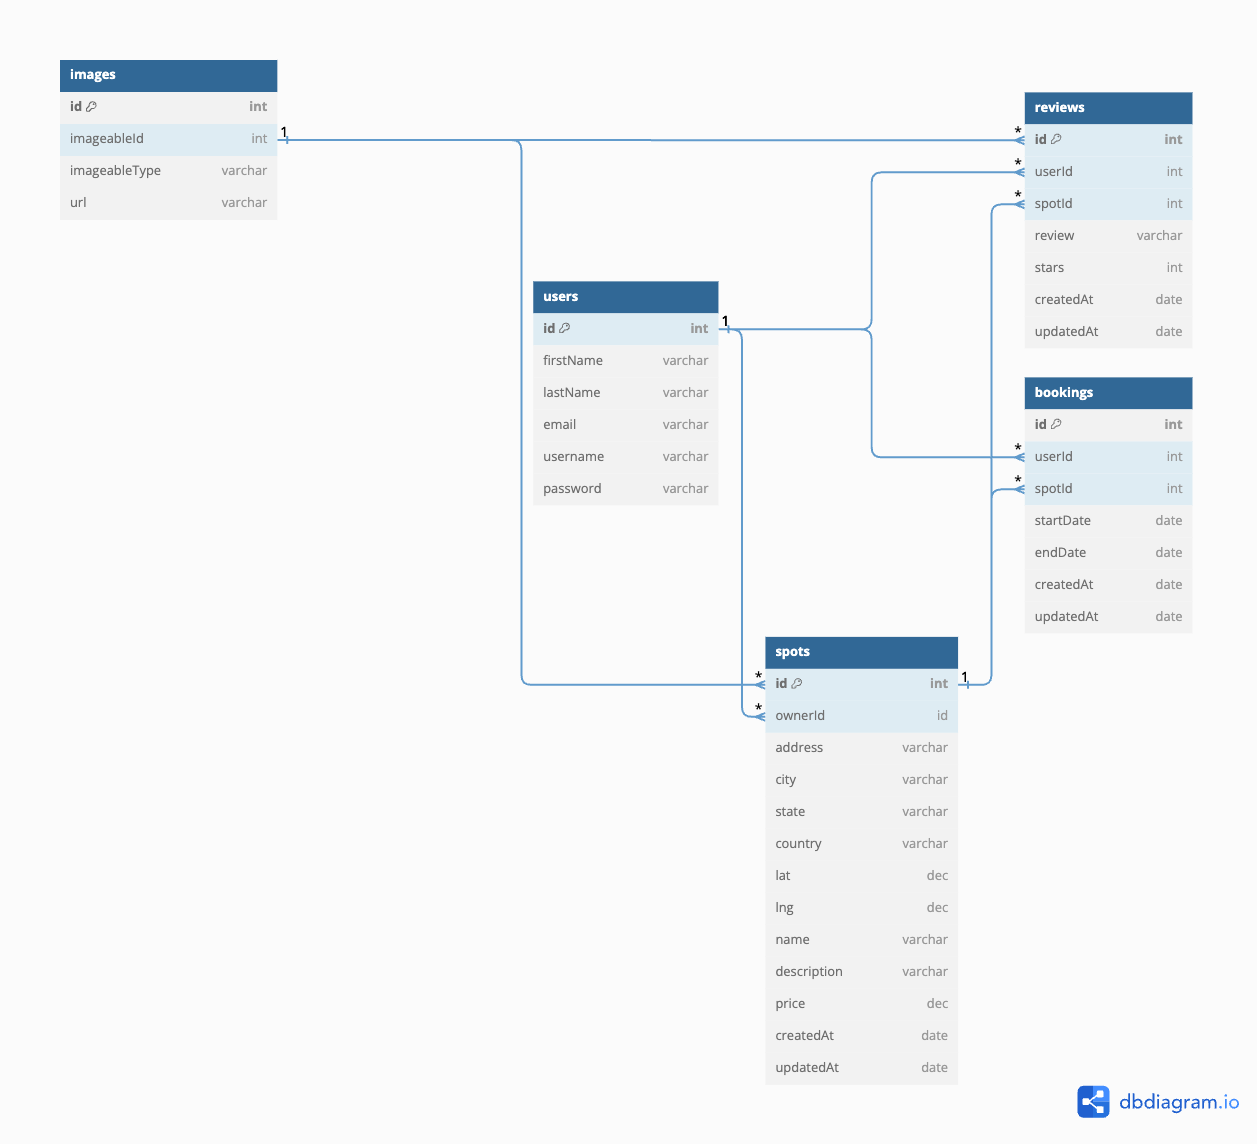 images
id int
imageableId int
imageableType varchar
url varchar
1
reviews
* id int
* userId int
* spotId int
review varchar
stars int
createdAt date
updatedAt date
users
id int
firstName varchar
lastName varchar
email varchar
username varchar
password varchar
1
bookings
id int
* userId int
* spotId int
startDate date
endDate date
createdAt date
updatedAt date
spots
* id int
* ownerId id
address varchar
city varchar
state varchar
country varchar
lat dec
lng dec
name varchar
description varchar
price dec
createdAt date
updatedAt date
1
dbdiagram.io